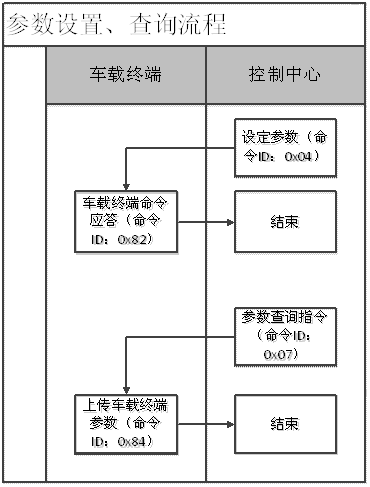 参数设置、查询流程
车载终端
控制中心
设定参数（命
令ID：0x04）
车载终端命令
应答（命令
ID：0x82）
结束
参数查询指令
（命令ID：
0x07）
上传车载终端
参数（命令
ID：0x84）
结束